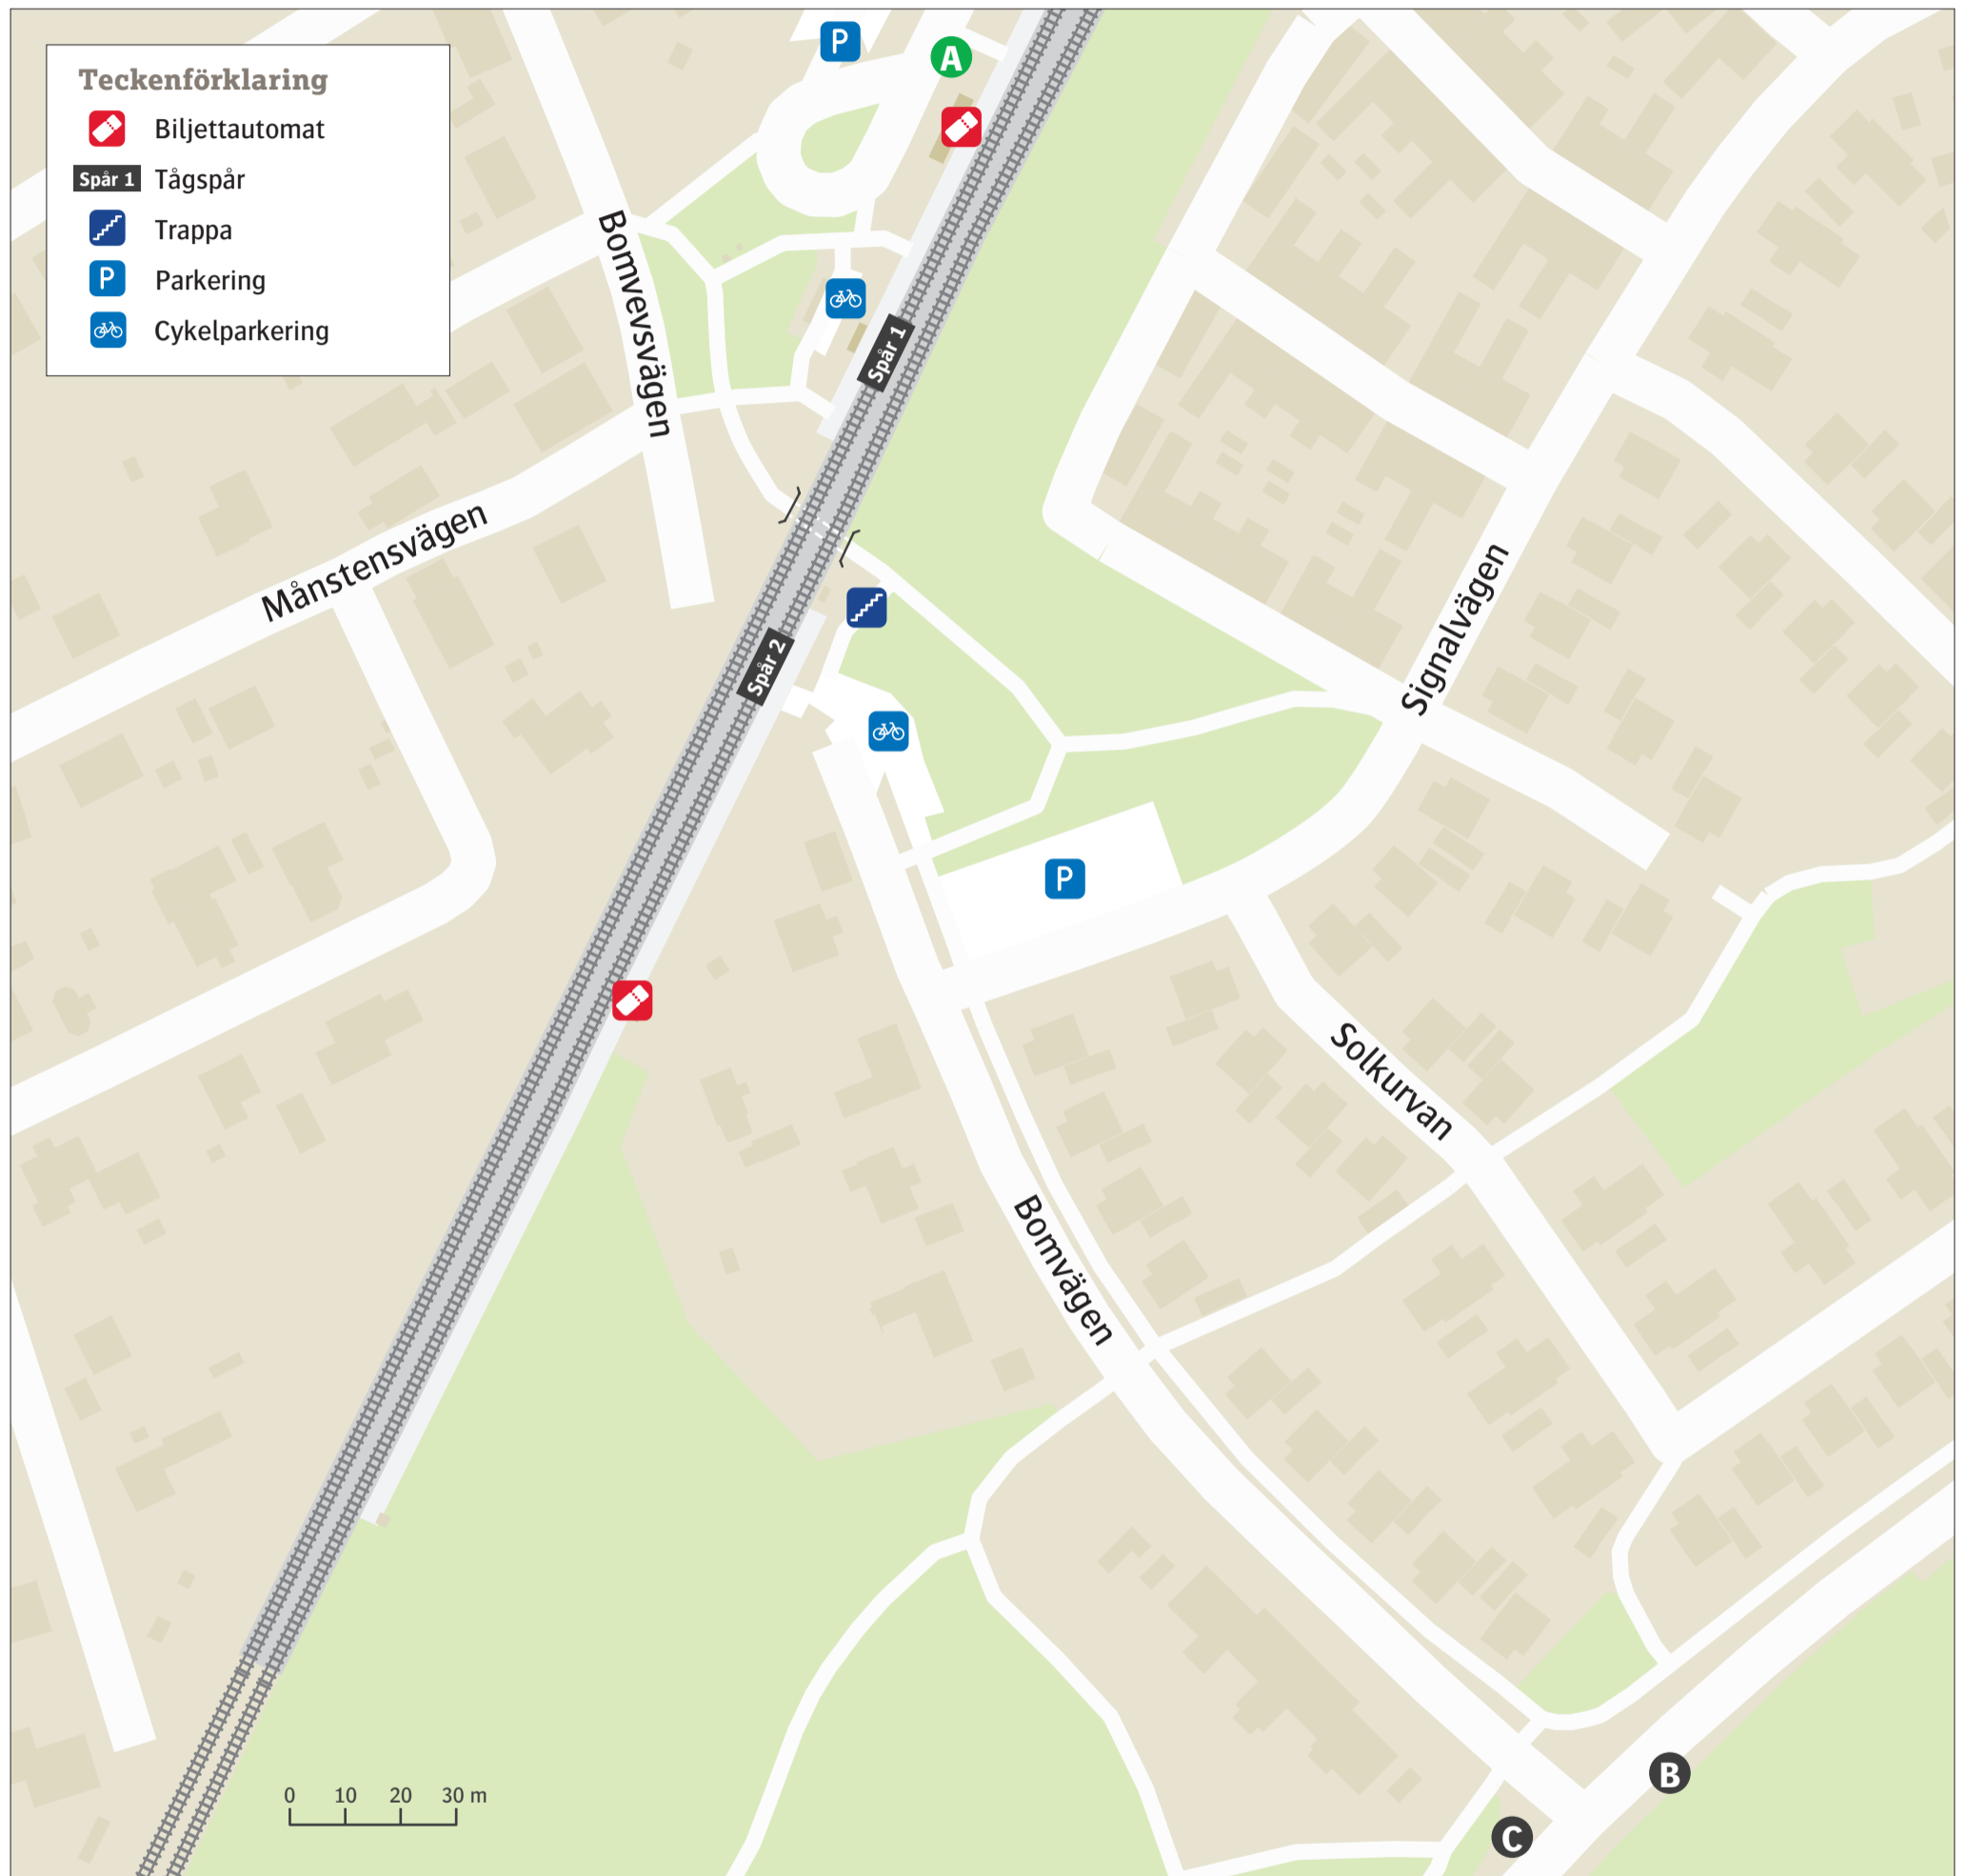 P
A
Teckenförklaring
Biljettautomat
Spår 1 Tågspår
Trappa
P Parkering
Cykelparkering
Bomvevsvägen
Spår 1
Månstensvägen
Signalvägen
Spår 2
P
Solkurvan
Bomvägen
0 10 20 30 m
B
C